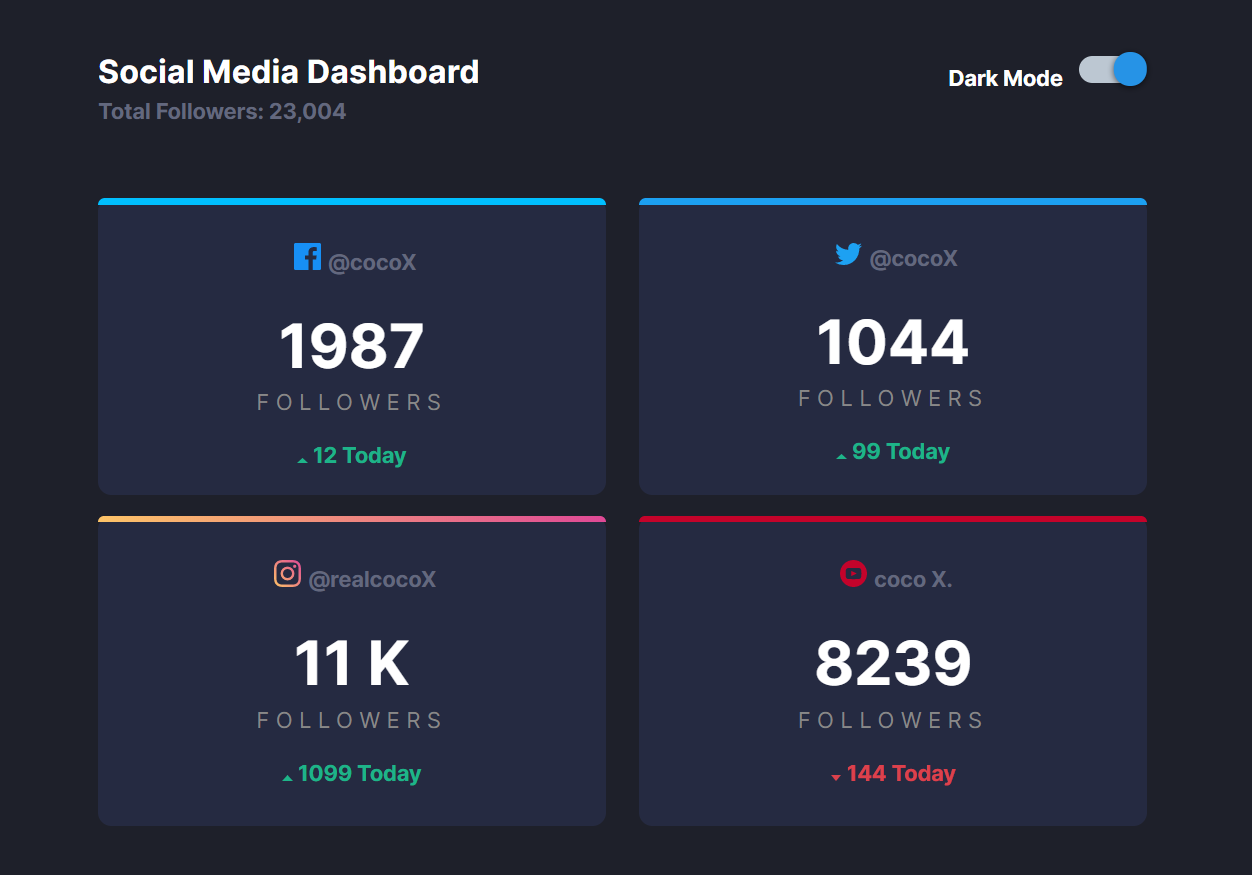 Social Media Dashboard
Total Followers: 23,004
Dark Mode
@cocoX
1987
FOLLOWERS
12 Today
@cocoX
1044
FOLLOWERS
99 Today
@realcocoX
11 K
FOLLOWERS
1099 Today
coco X.
8239
FOLLOWERS
144 Today